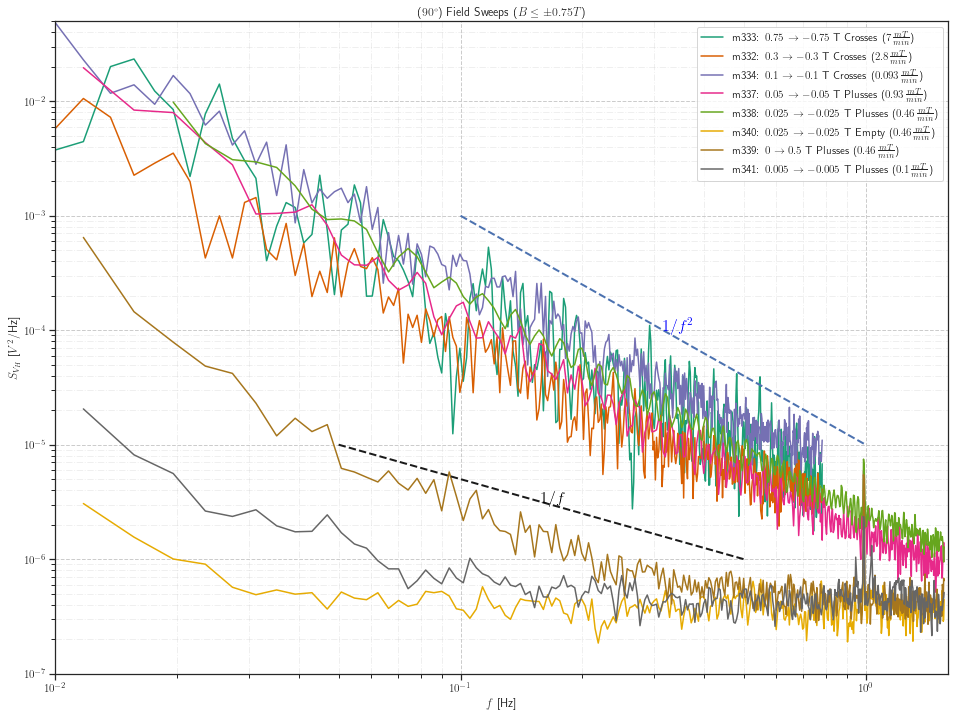 (90°) Field Sweeps (B ≤ ±0.75T)
m333: 0.75 → −0.75 T Crosses (7 mT/min)
m332: 0.3 → −0.3 T Crosses (2.8 mT/min)
m334: 0.1 → −0.1 T Crosses (0.093 mT/min)
m337: 0.05 → −0.05 T Plusses (0.93 mT/min)
m338: 0.025 → −0.025 T Plusses (0.46 mT/min)
m340: 0.025 → −0.025 T Empty (0.46 mT/min)
m339: 0 → 0.5 T Plusses (0.46 mT/min)
m341: 0.005 → −0.005 T Plusses (0.1 mT/min)
10⁻²
10⁻³
10⁻⁴
10⁻⁵
10⁻⁶
10⁻⁷
S_{V_H} [V²/Hz]
1/f²
1/f
10⁻² 10⁻¹ 10⁰
f [Hz]